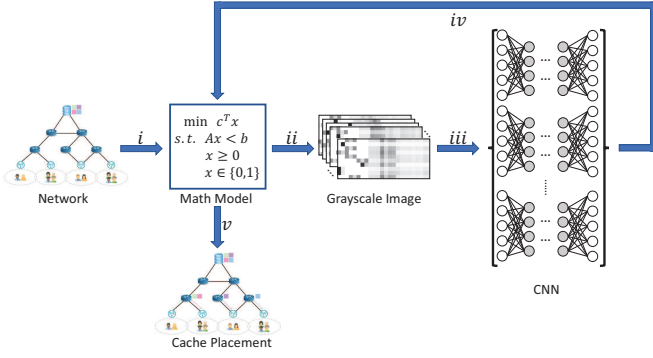 iv
i
min c^T x
s.t. Ax < b
x ≥ 0
x ∈ {0,1}
ii
iii
Network
Math Model
Grayscale Image
v
CNN
Cache Placement